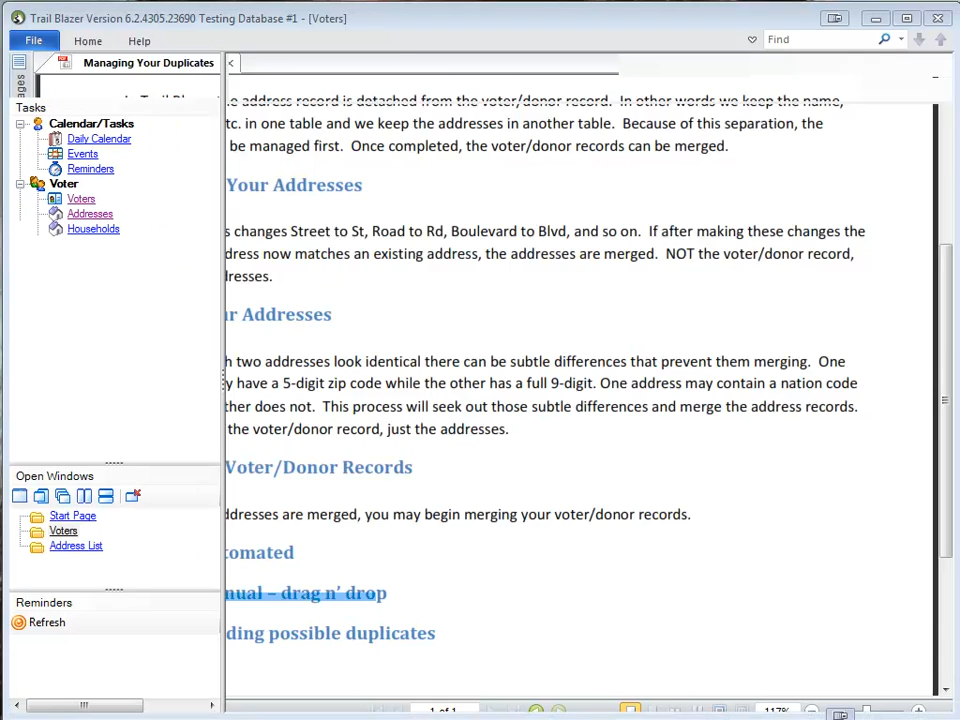 Trail Blazer Version 6.2.4305.23690 Testing Database #1 - [Voters]
File Home Help Find
Managing Your Duplicates
Tasks
Calendar/Tasks
Daily Calendar
Events
Reminders
Voter
Voters
Addresses
Households
Open Windows
Start Page
Voters
Address List
Reminders
Refresh
address record is detached from the voter/donor record. In other words we keep the name,
etc. in one table and we keep the addresses in another table. Because of this separation, the
be managed first. Once completed, the voter/donor records can be merged.
Your Addresses
s changes Street to St, Road to Rd, Boulevard to Blvd, and so on. If after making these changes the
dress now matches an existing address, the addresses are merged. NOT the voter/donor record,
dresses.
ur Addresses
h two addresses look identical there can be subtle differences that prevent them merging. One
y have a 5-digit zip code while the other has a full 9-digit. One address may contain a nation code
ther does not. This process will seek out those subtle differences and merge the address records.
the voter/donor record, just the addresses.
Voter/Donor Records
ddresses are merged, you may begin merging your voter/donor records.
tomated
nual – drag n' drop
ding possible duplicates
1 of 1 117%